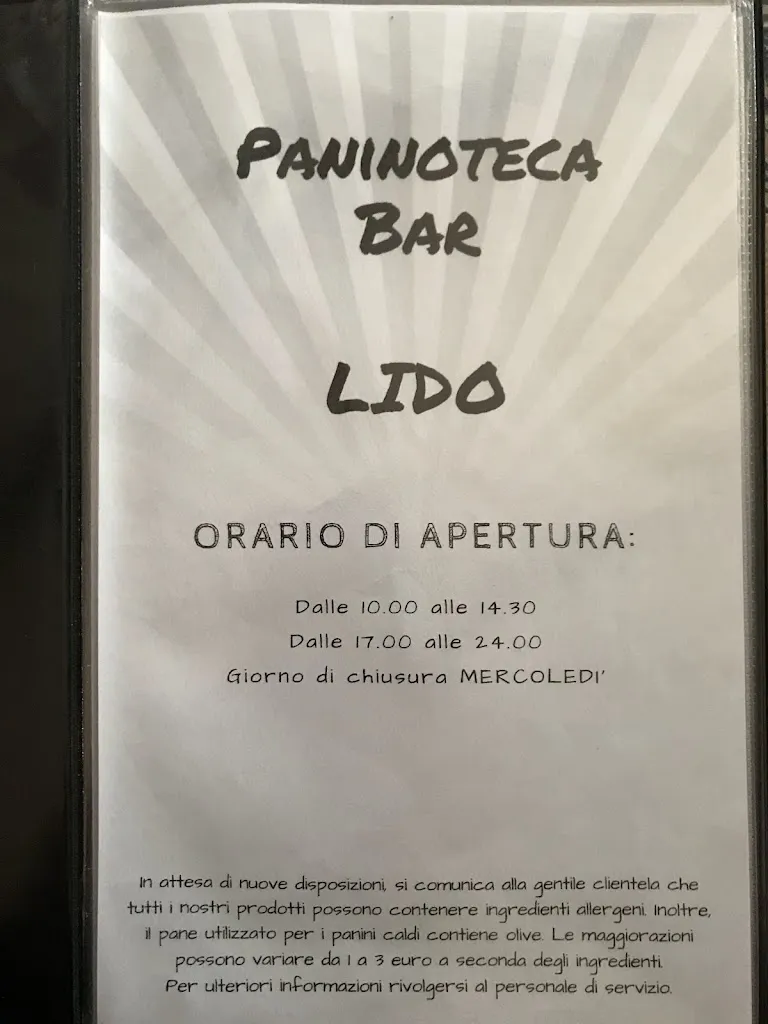 PANINOTECA
BAR
LIDO
ORARIO DI APERTURA:
Dalle 10.00 alle 14.30
Dalle 17.00 alle 24.00
Giorno di chiusura MERCOLEDI'
In attesa di nuove disposizioni, si comunica alla gentile clientela che
tutti i nostri prodotti possono contenere ingredienti allergeni. Inoltre,
il pane utilizzato per i panini caldi contiene olive. Le maggiorazioni
possono variare da 1 a 3 euro a seconda degli ingredienti.
Per ulteriori informazioni rivolgersi al personale di servizio.